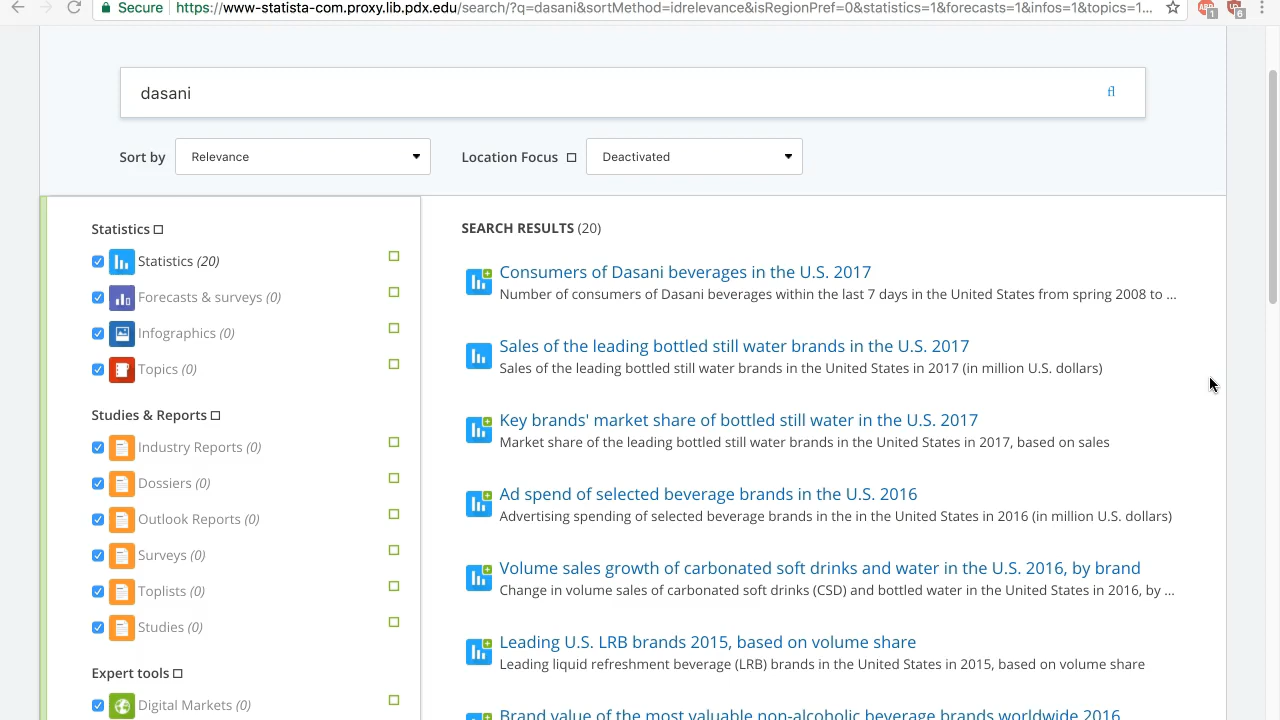 Secure https://www-statista-com.proxy.lib.pdx.edu/search/?q=dasani&sortMethod=idrelevance&isRegionPref=0&statistics=1&forecasts=1&infos=1&topics=1...
1 6
dasani
Sort by Relevance Location Focus Deactivated
Statistics
Statistics (20)
Forecasts & surveys (0)
Infographics (0)
Topics (0)
Studies & Reports
Industry Reports (0)
Dossiers (0)
Outlook Reports (0)
Surveys (0)
Toplists (0)
Studies (0)
Expert tools
Digital Markets (0)
SEARCH RESULTS (20)
Consumers of Dasani beverages in the U.S. 2017
Number of consumers of Dasani beverages within the last 7 days in the United States from spring 2008 to ...
Sales of the leading bottled still water brands in the U.S. 2017
Sales of the leading bottled still water brands in the United States in 2017 (in million U.S. dollars)
Key brands' market share of bottled still water in the U.S. 2017
Market share of the leading bottled still water brands in the United States in 2017, based on sales
Ad spend of selected beverage brands in the U.S. 2016
Advertising spending of selected beverage brands in the in the United States in 2016 (in million U.S. dollars)
Volume sales growth of carbonated soft drinks and water in the U.S. 2016, by brand
Change in volume sales of carbonated soft drinks (CSD) and bottled water in the United States in 2016, by ...
Leading U.S. LRB brands 2015, based on volume share
Leading liquid refreshment beverage (LRB) brands in the United States in 2015, based on volume share
Brand value of the most valuable non-alcoholic beverage brands worldwide 2016